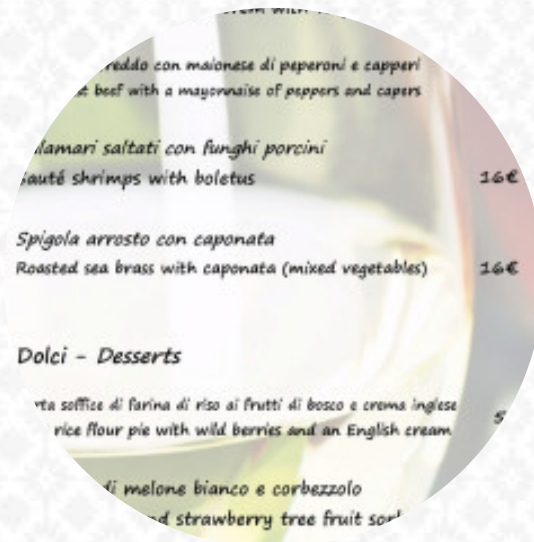 con maionese di peperoni e capperi
beef with a mayonnaise of peppers and capers
saltati con funghi porcini
shrimps with boletus 16€
Spigola arrosto con caponata
Roasted sea brass with caponata (mixed vegetables) 16€
Dolci - Desserts
soffice di farina di riso ai frutti di bosco e crema inglese
rice flour pie with wild berries and an English cream
di melone bianco e corbezzolo
strawberry tree fruit